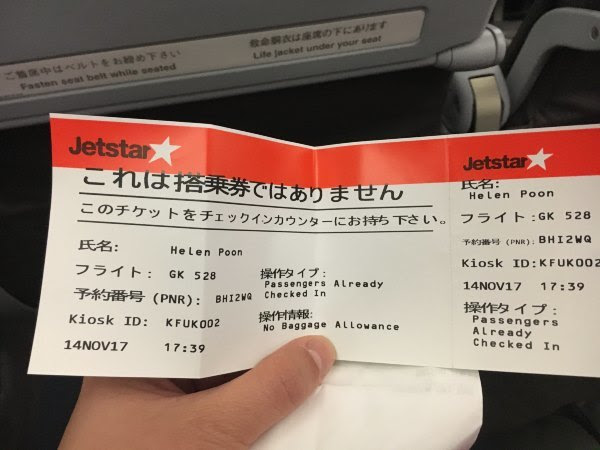 ご着席中はベルトをお締め下さい
Fasten seat belt while seated
救命胴衣は座席の下にあります
Life jacket under your seat
Jetstar
これは搭乗券ではありません
このチケットをチェックインカウンターにお持ち下さい。
氏名: Helen Poon
フライト: GK 528
予約番号 (PNR): BHI2WQ
Kiosk ID: KFUK002
14NOV17 17:39
操作タイプ:
Passengers Already
Checked In
操作情報:
No Baggage Allowance
Jetstar
氏名:
Helen Poon
フライト: GK 528
予約番号 (PNR): BHI2WQ
Kiosk ID: KFUK002
14NOV17 17:39
操作タイプ:
Passengers
Already
Checked In